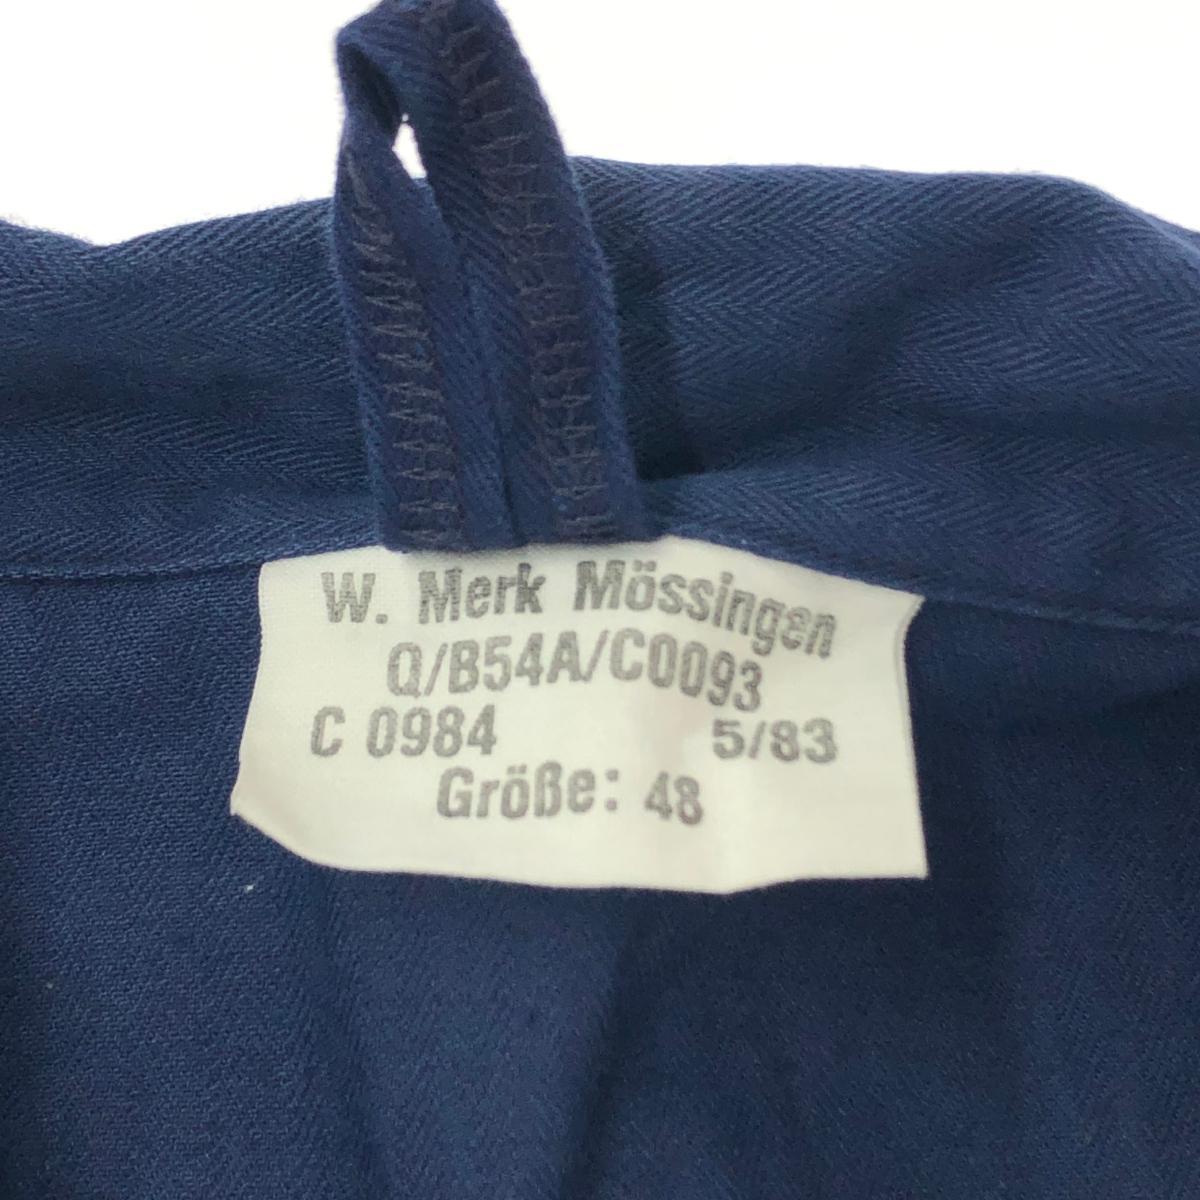 W. Merk Mössingen
Q/B54A/C0093
C 0984 5/83
Größe: 48